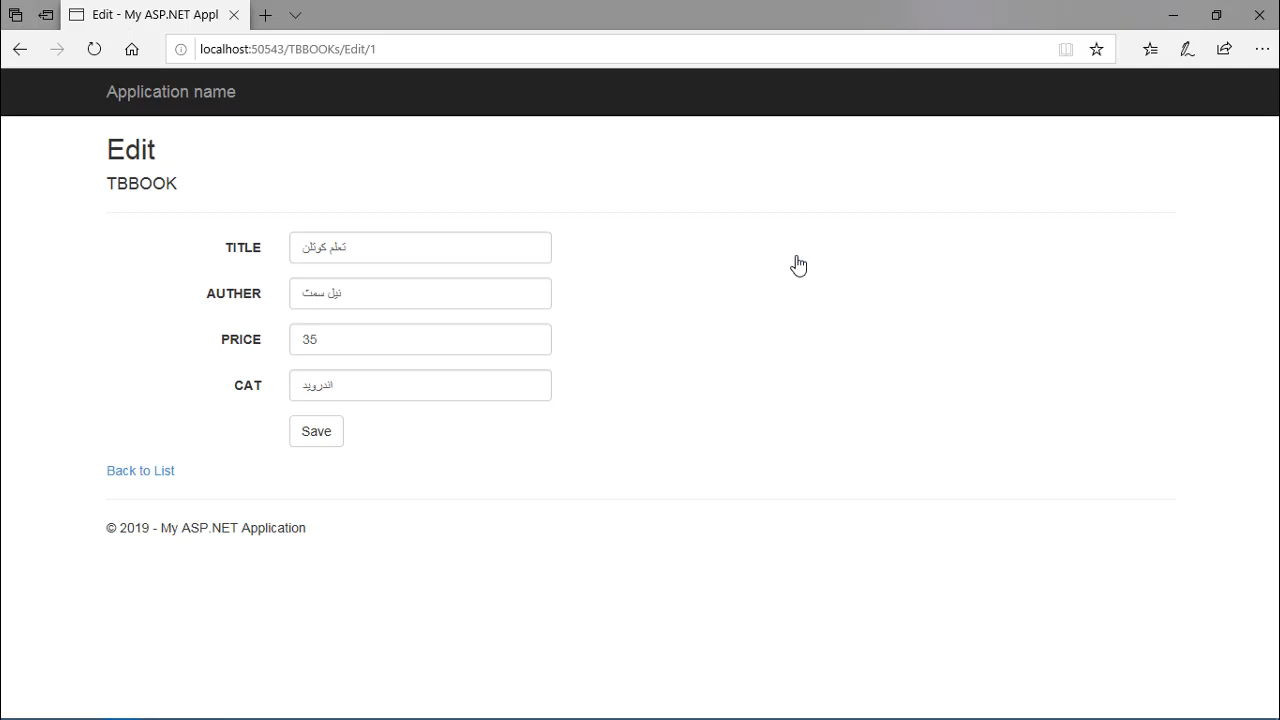 Edit - My ASP.NET Appl
localhost:50543/TBBOOKs/Edit/1
Application name
Edit
TBBOOK
TITLE تعلم كوتلن
AUTHER نيل سمث
PRICE 35
CAT اندرويد
Save
Back to List
© 2019 - My ASP.NET Application